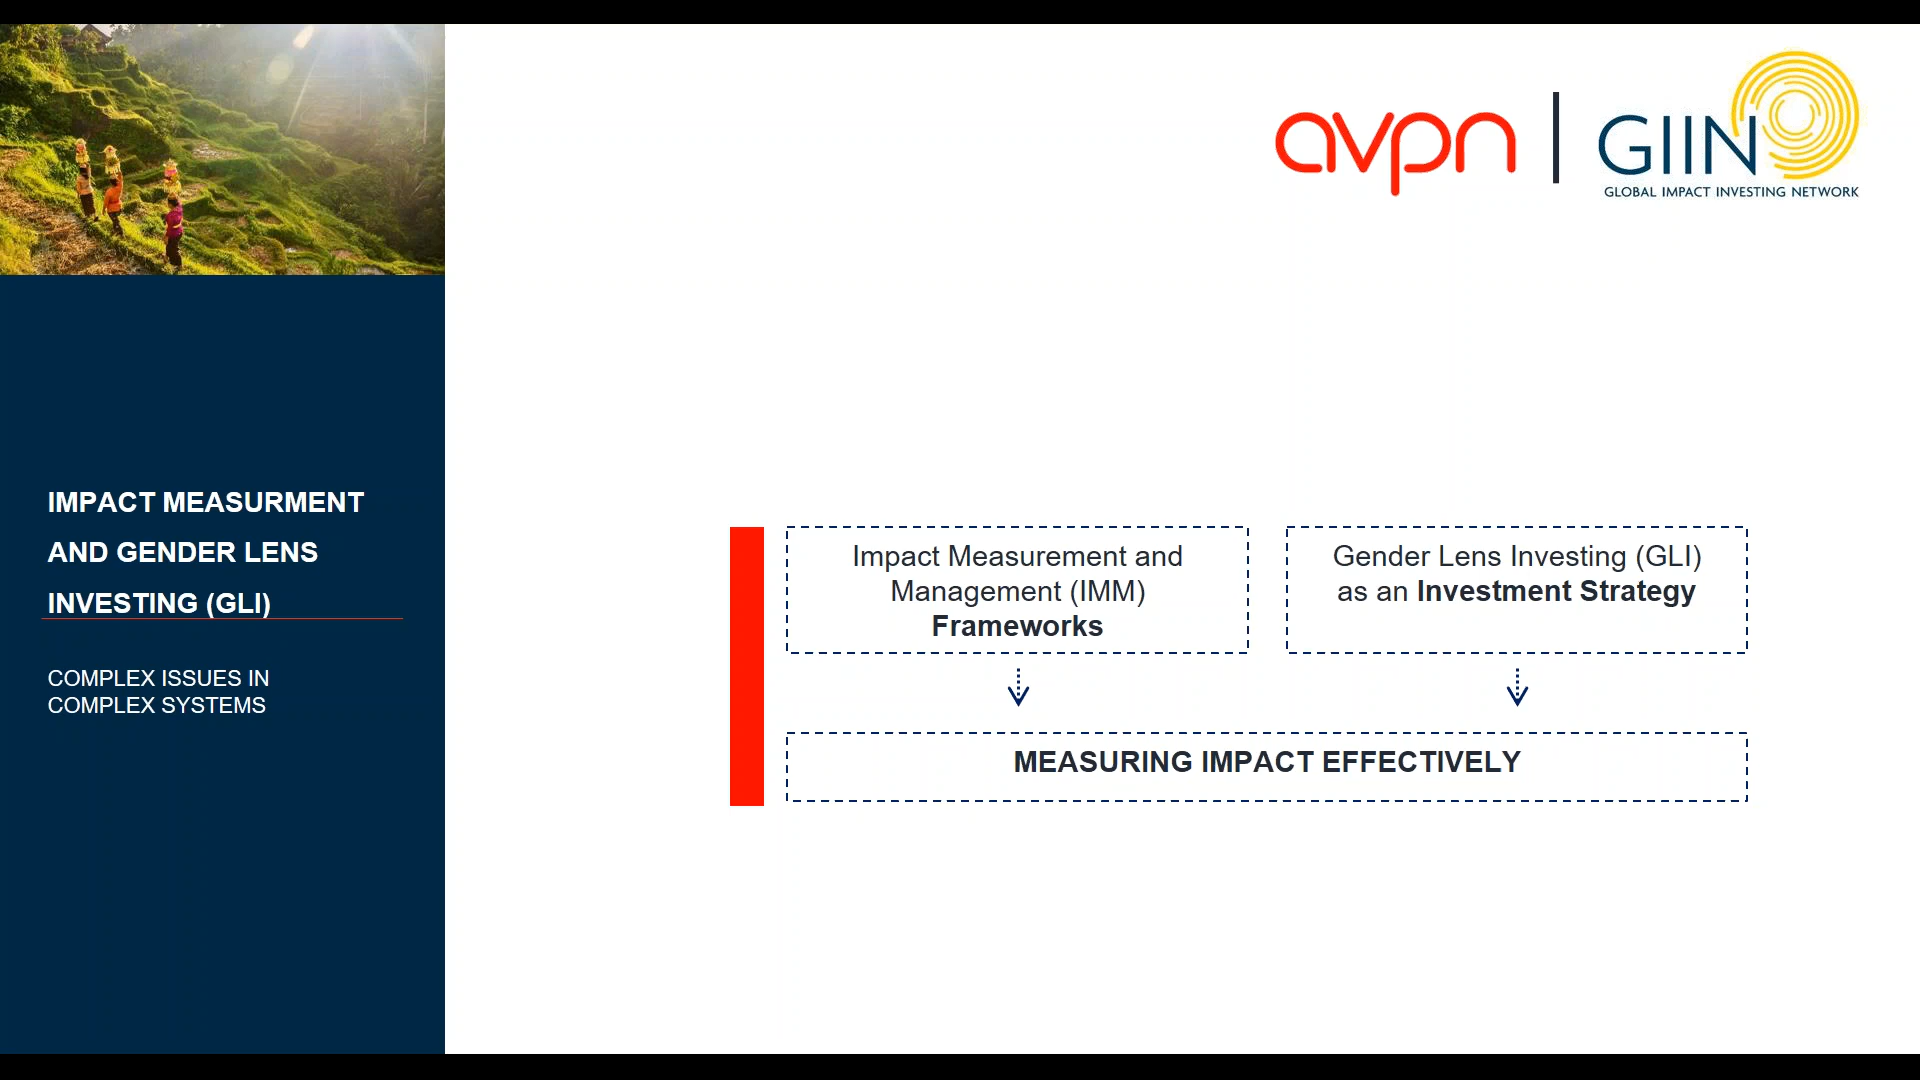 avpn
GIIN
GLOBAL IMPACT INVESTING NETWORK
IMPACT MEASURMENT
AND GENDER LENS
INVESTING (GLI)
COMPLEX ISSUES IN
COMPLEX SYSTEMS
Impact Measurement and
Management (IMM)
Frameworks
Gender Lens Investing (GLI)
as an Investment Strategy
MEASURING IMPACT EFFECTIVELY